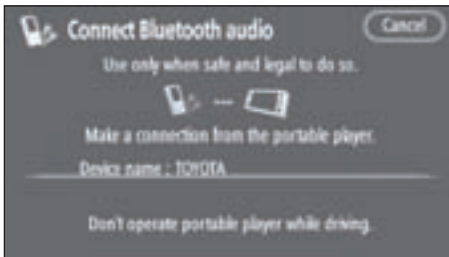 Connect Bluetooth audio
Cancel
Use only when safe and legal to do so.
Make a connection from the portable player.
Device name : TOYOTA
Don't operate portable player while driving.